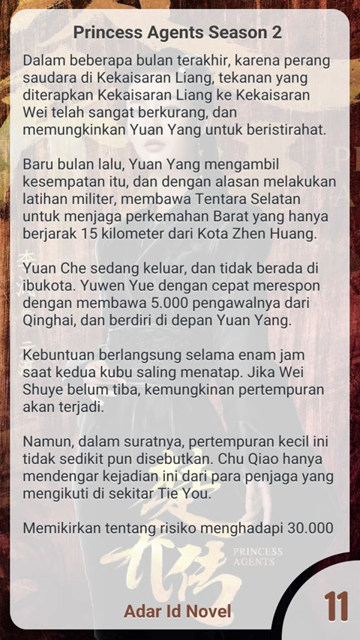 Princess Agents Season 2
Dalam beberapa bulan terakhir, karena perang
saudara di Kekaisaran Liang, tekanan yang
diterapkan Kekaisaran Liang ke Kekaisaran
Wei telah sangat berkurang, dan
memungkinkan Yuan Yang untuk beristirahat.
Baru bulan lalu, Yuan Yang mengambil
kesempatan itu, dan dengan alasan melakukan
latihan militer, membawa Tentara Selatan
untuk menjaga perkemahan Barat yang hanya
berjarak 15 kilometer dari Kota Zhen Huang.
Yuan Che sedang keluar, dan tidak berada di
ibukota. Yuwen Yue dengan cepat merespon
dengan membawa 5.000 pengawalnya dari
Qinghai, dan berdiri di depan Yuan Yang.
Kebuntuan berlangsung selama enam jam
saat kedua kubu saling menatap. Jika Wei
Shuye belum tiba, kemungkinan pertempuran
akan terjadi.
Namun, dalam suratnya, pertempuran kecil ini
tidak sedikit pun disebutkan. Chu Qiao hanya
mendengar kejadian ini dari para penjaga yang
mengikuti di sekitar Tie You.
Memikirkan tentang risiko menghadapi 30.000
楚乔传
PRINCESS
AGENTS
Adar Id Novel
11